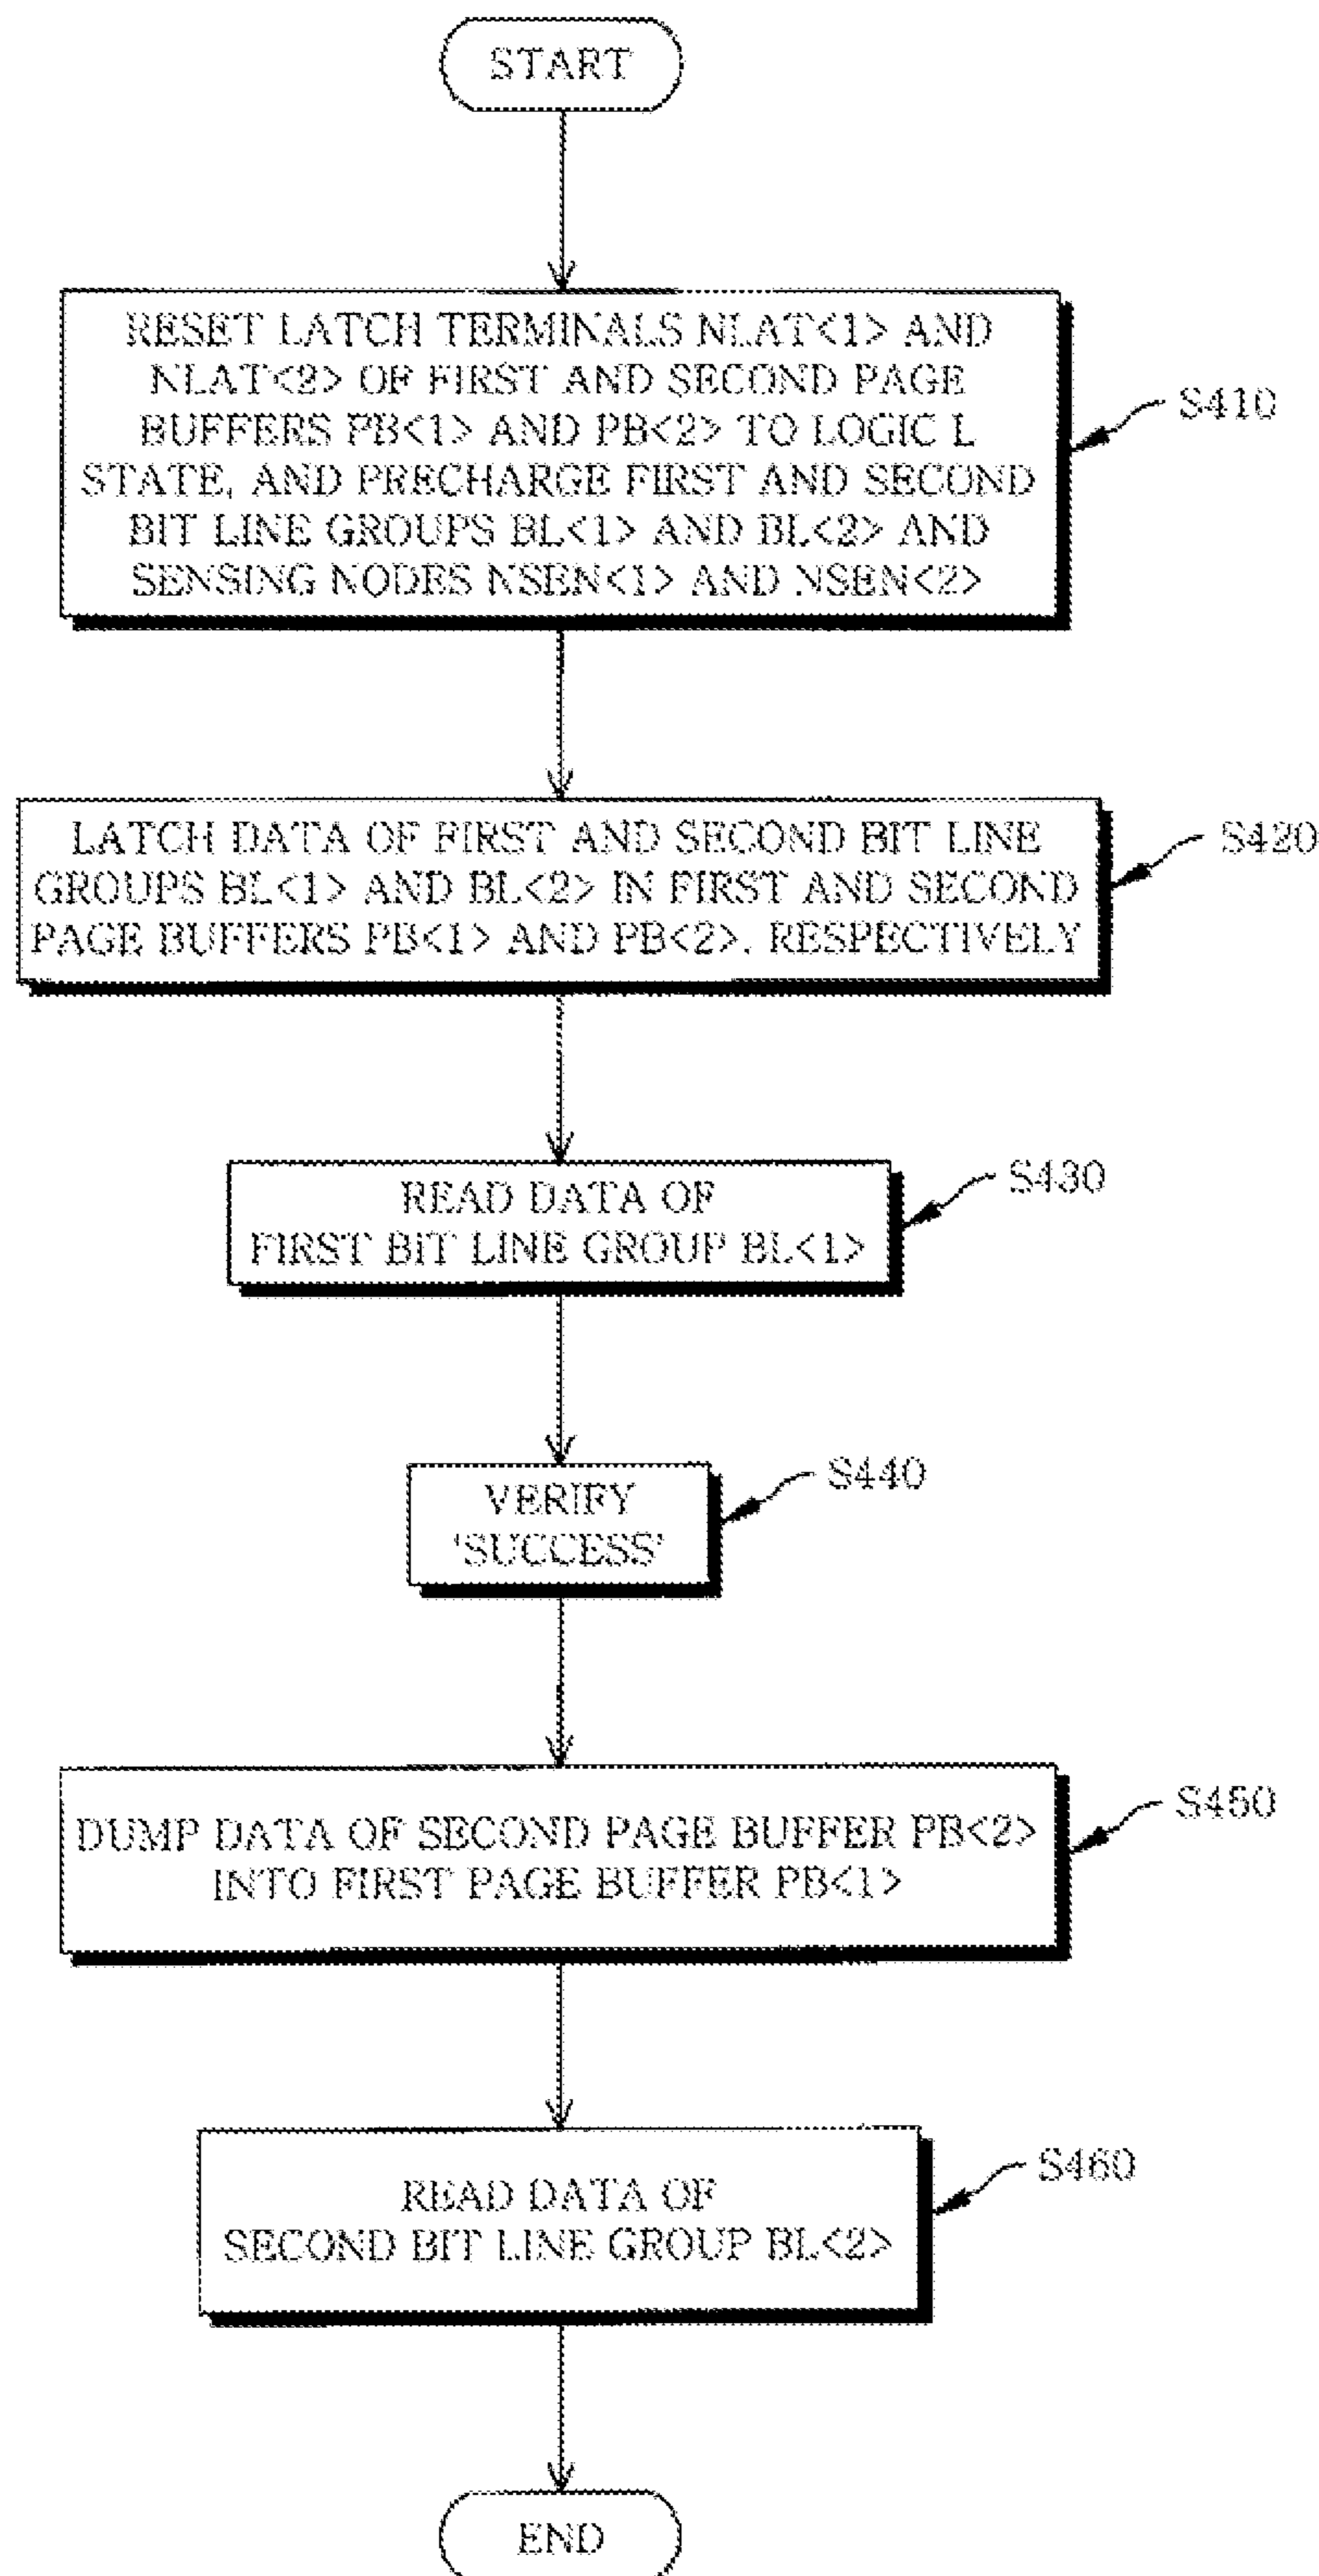 START
RESET LATCH TERMINALS NLAT<1> AND
NLAT<2> OF FIRST AND SECOND PAGE
BUFFERS PB<1> AND PB<2> TO LOGIC L
STATE, AND PRECHARGE FIRST AND SECOND
BIT LINE GROUPS BL<1> AND BL<2> AND
SENSING NODES NSEN<1> AND NSEN<2>
S410
LATCH DATA OF FIRST AND SECOND BIT LINE
GROUPS BL<1> AND BL<2> IN FIRST AND SECOND
PAGE BUFFERS PB<1> AND PB<2>, RESPECTIVELY
S420
READ DATA OF
FIRST BIT LINE GROUP BL<1>
S430
VERIFY
'SUCCESS'
S440
DUMP DATA OF SECOND PAGE BUFFER PB<2>
INTO FIRST PAGE BUFFER PB<1>
S450
READ DATA OF
SECOND BIT LINE GROUP BL<2>
S460
END